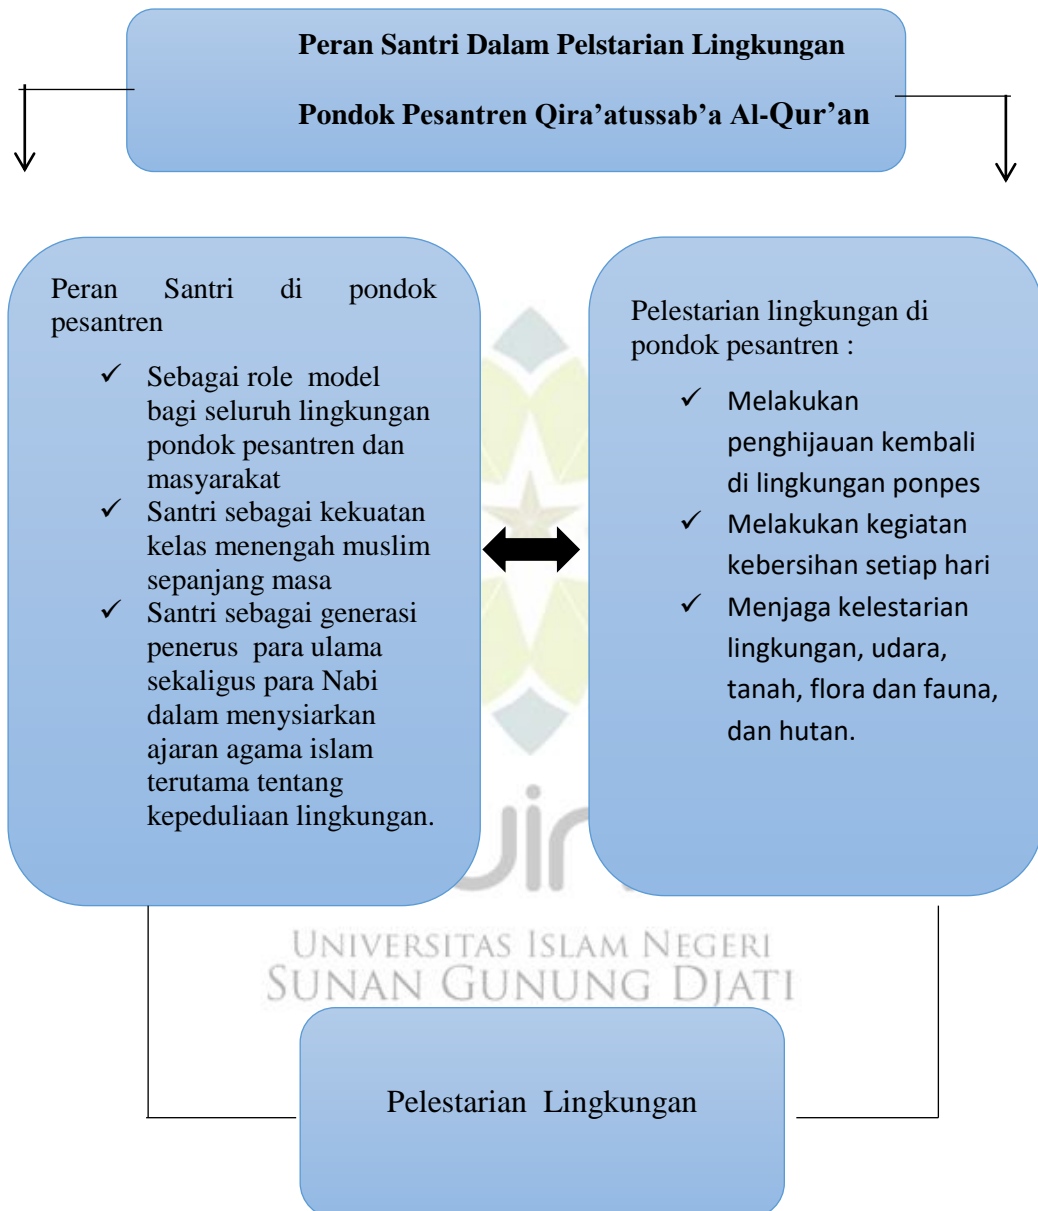 Peran Santri Dalam Pelstarian Lingkungan
Pondok Pesantren Qira’atussab’a Al-Qur’an
Peran Santri di pondok
pesantren
✓ Sebagai role model
bagi seluruh lingkungan
pondok pesantren dan
masyarakat
✓ Santri sebagai kekuatan
kelas menengah muslim
sepanjang masa
✓ Santri sebagai generasi
penerus para ulama
sekaligus para Nabi
dalam menysiarkan
ajaran agama islam
terutama tentang
kepeduliaan lingkungan.
Pelestarian lingkungan di
pondok pesantren :
✓ Melakukan
penghijauan kembali
di lingkungan ponpes
✓ Melakukan kegiatan
kebersihan setiap hari
✓ Menjaga kelestarian
lingkungan, udara,
tanah, flora dan fauna,
dan hutan.
UNIVERSITAS ISLAM NEGERI
SUNAN GUNUNG DJATI
Pelestarian Lingkungan